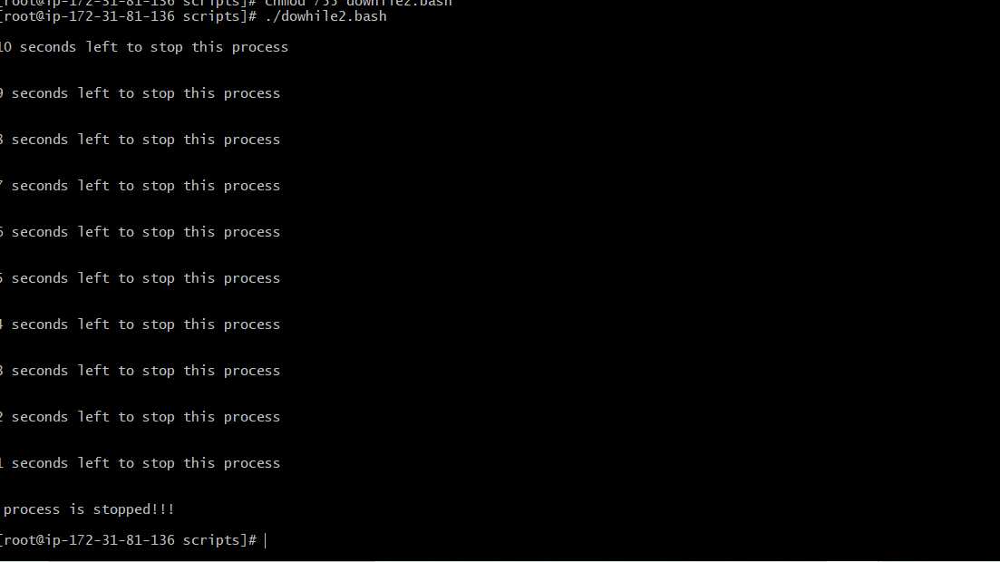 [root@ip-172-31-81-136 scripts]# chmod 755 dowhile2.bash
[root@ip-172-31-81-136 scripts]# ./dowhile2.bash
10 seconds left to stop this process
9 seconds left to stop this process
8 seconds left to stop this process
7 seconds left to stop this process
6 seconds left to stop this process
5 seconds left to stop this process
4 seconds left to stop this process
3 seconds left to stop this process
2 seconds left to stop this process
1 seconds left to stop this process
process is stopped!!!
[root@ip-172-31-81-136 scripts]#